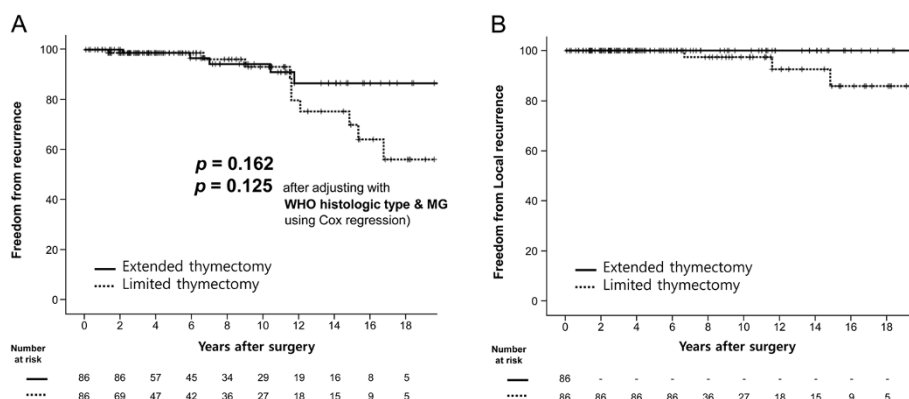 A
Freedom from recurrence
100
80
60
40
20
0
p = 0.162
p = 0.125 after adjusting with
WHO histologic type & MG
using Cox regression)
Extended thymectomy
Limited thymectomy
0 2 4 6 8 10 12 14 16 18
Years after surgery
Number
at risk
86 86 57 45 34 29 19 16 8 5
86 69 47 42 36 27 18 15 9 5
B
Freedom from Local recurrence
100
80
60
40
20
0
Extended thymectomy
Limited thymectomy
0 2 4 6 8 10 12 14 16 18
Years after surgery
Number
at risk
86 - - - - - - - - -
86 86 86 86 36 27 18 15 9 5